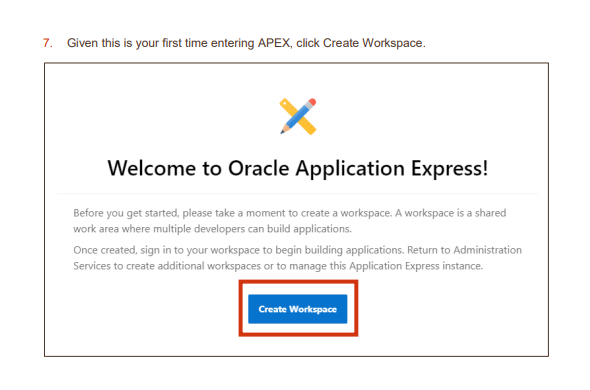 7. Given this is your first time entering APEX, click Create Workspace.
Welcome to Oracle Application Express!
Before you get started, please take a moment to create a workspace. A workspace is a shared
work area where multiple developers can build applications.
Once created, sign in to your workspace to begin building applications. Return to Administration
Services to create additional workspaces or to manage this Application Express instance.
Create Workspace